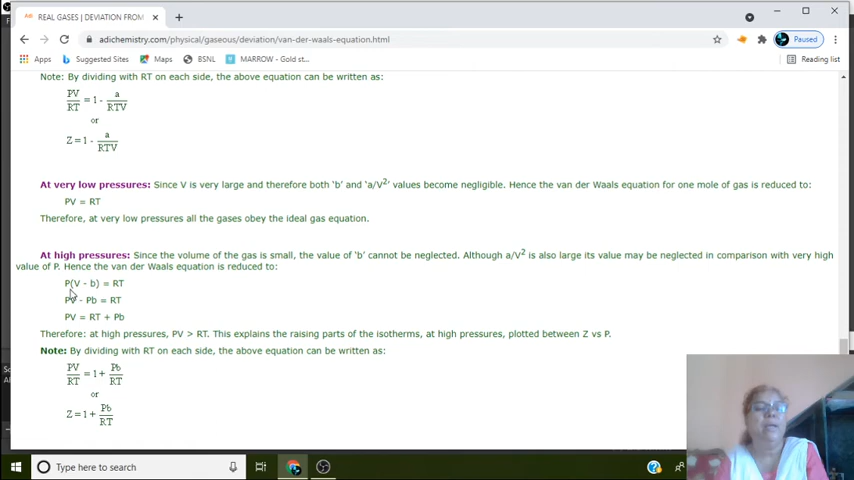 REAL GASES | DEVIATION FROM
adichemistry.com/physical/gaseous/deviation/van-der-waals-equation.html
Paused
Apps
Suggested Sites
Maps
BSNL
MARROW - Gold st...
Reading list
Note: By dividing with RT on each side, the above equation can be written as:
PV/RT = 1 - a/RTV
or
Z = 1 - a/RTV
At very low pressures: Since V is very large and therefore both 'b' and 'a/V²' values become negligible. Hence the van der Waals equation for one mole of gas is reduced to:
PV = RT
Therefore, at very low pressures all the gases obey the ideal gas equation.
At high pressures: Since the volume of the gas is small, the value of 'b' cannot be neglected. Although a/V² is also large its value may be neglected in comparison with very high
value of P. Hence the van der Waals equation is reduced to:
P(V - b) = RT
PV - Pb = RT
PV = RT + Pb
Therefore: at high pressures, PV > RT. This explains the raising parts of the isotherms, at high pressures, plotted between Z vs P.
Note: By dividing with RT on each side, the above equation can be written as:
PV/RT = 1 + Pb/RT
or
Z = 1 + Pb/RT
Type here to search